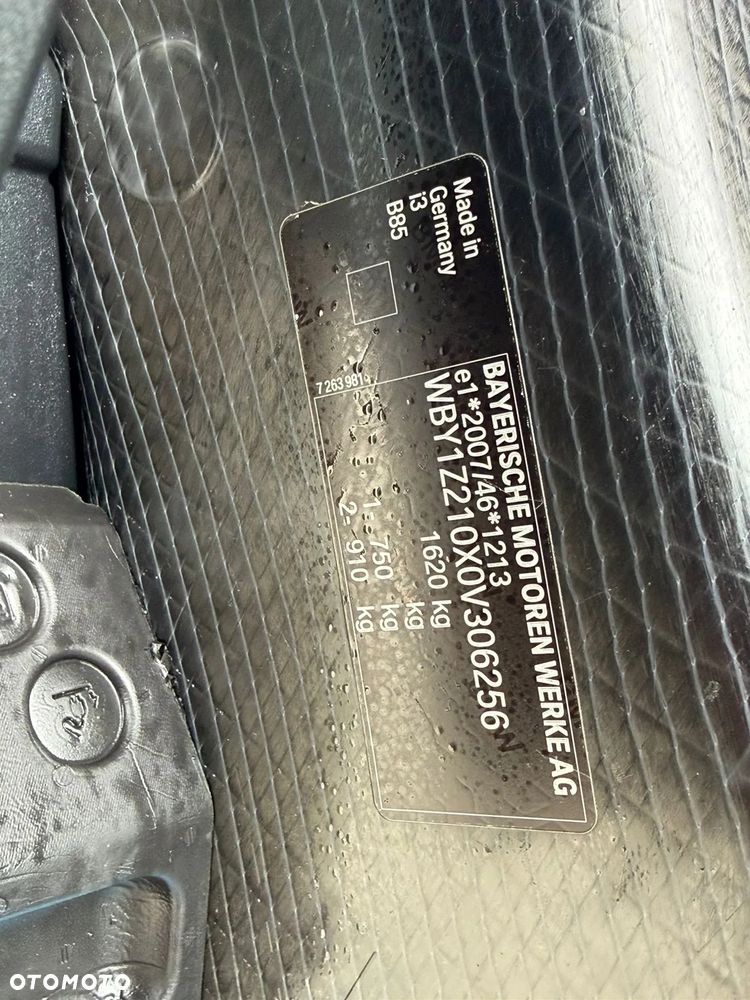 BAYERISCHE MOTOREN WERKE AG
e1*2007/46*1213
WBY1Z210X0V306256
1620 kg
kg
1= 750 kg
2= 910 kg
7 263 981
Made in
Germany
i3
B85
OTOMOTO